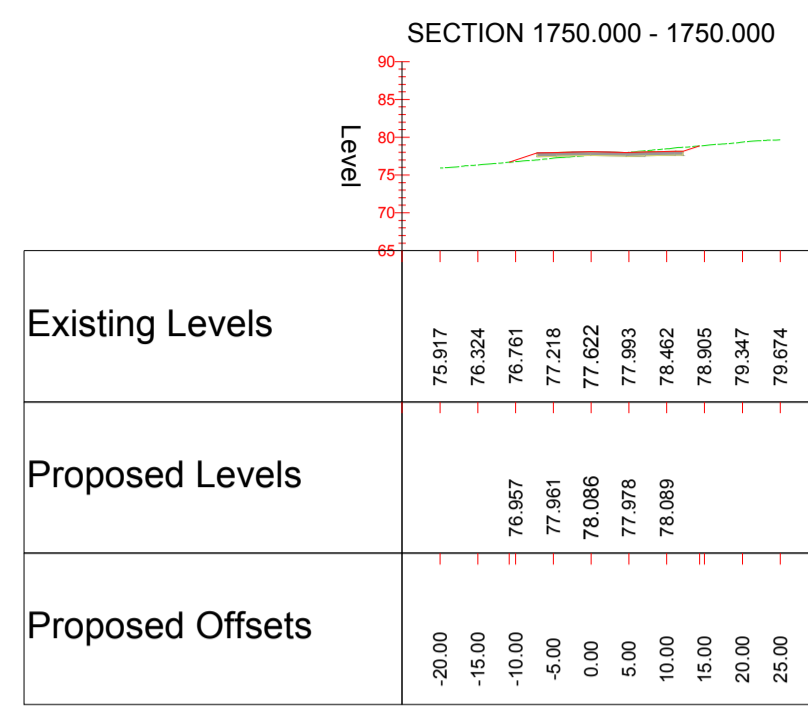 SECTION 1750.000 - 1750.000
90
85
80
75
70
65
Level
Existing Levels
75.917 76.324 76.761 77.218 77.622 77.993 78.462 78.905 79.347 79.674
Proposed Levels
76.957 77.961 78.086 77.978 78.089
Proposed Offsets
-20.00 -15.00 -10.00 -5.00 0.00 5.00 10.00 15.00 20.00 25.00